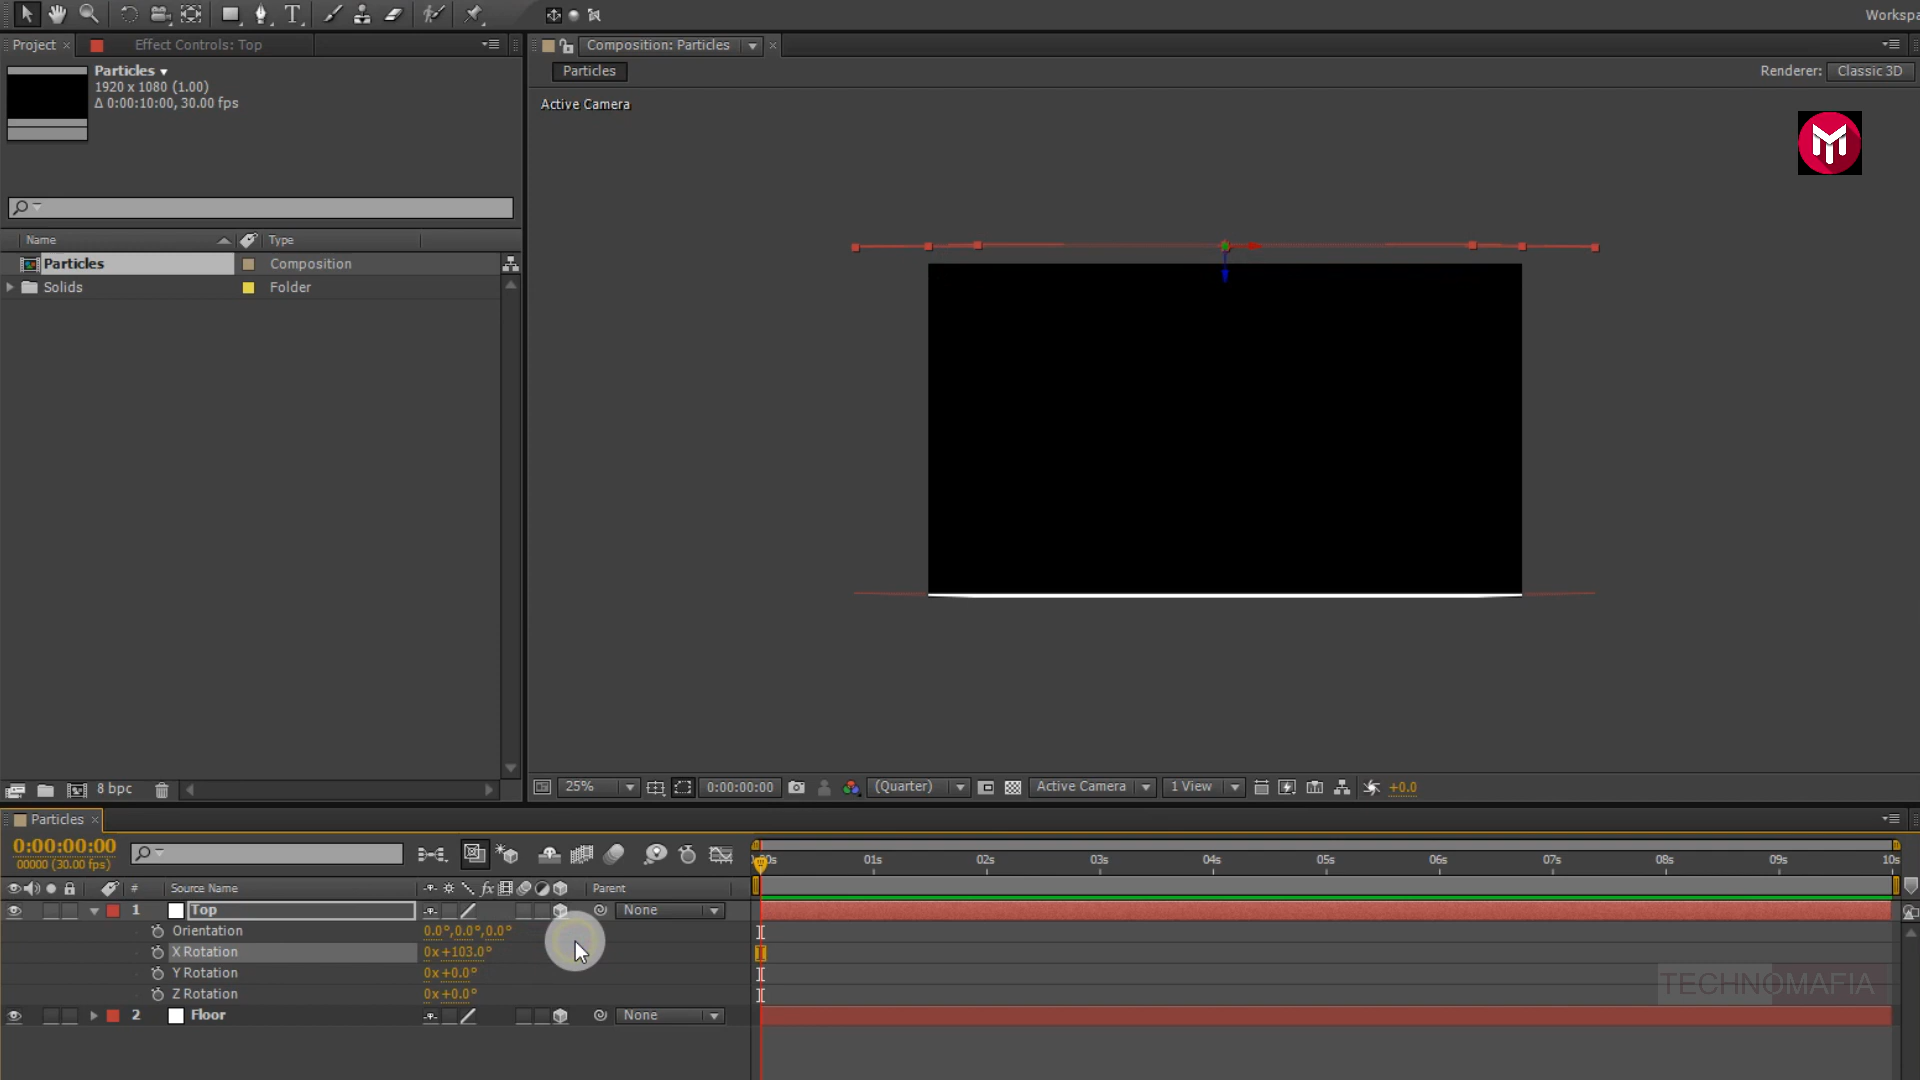 Workspa
Project
Effect Controls: Top
Composition: Particles
Particles
1920 x 1080 (1.00)
Δ 0:00:10:00, 30.00 fps
Particles
Renderer: Classic 3D
Active Camera
Name Type
Particles Composition
Solids Folder
8 bpc
25%
0:00:00:00
(Quarter)
Active Camera
1 View
+0.0
Particles
0:00:00:00
00000 (30.00 fps)
:00s 01s 02s 03s 04s 05s 06s 07s 08s 09s 10s
# Source Name fx Parent
1 Top None
Orientation 0.0°,0.0°,0.0°
X Rotation 0x+103.0°
Y Rotation 0x+0.0°
Z Rotation 0x+0.0°
2 Floor None
TECHNOMAFIA